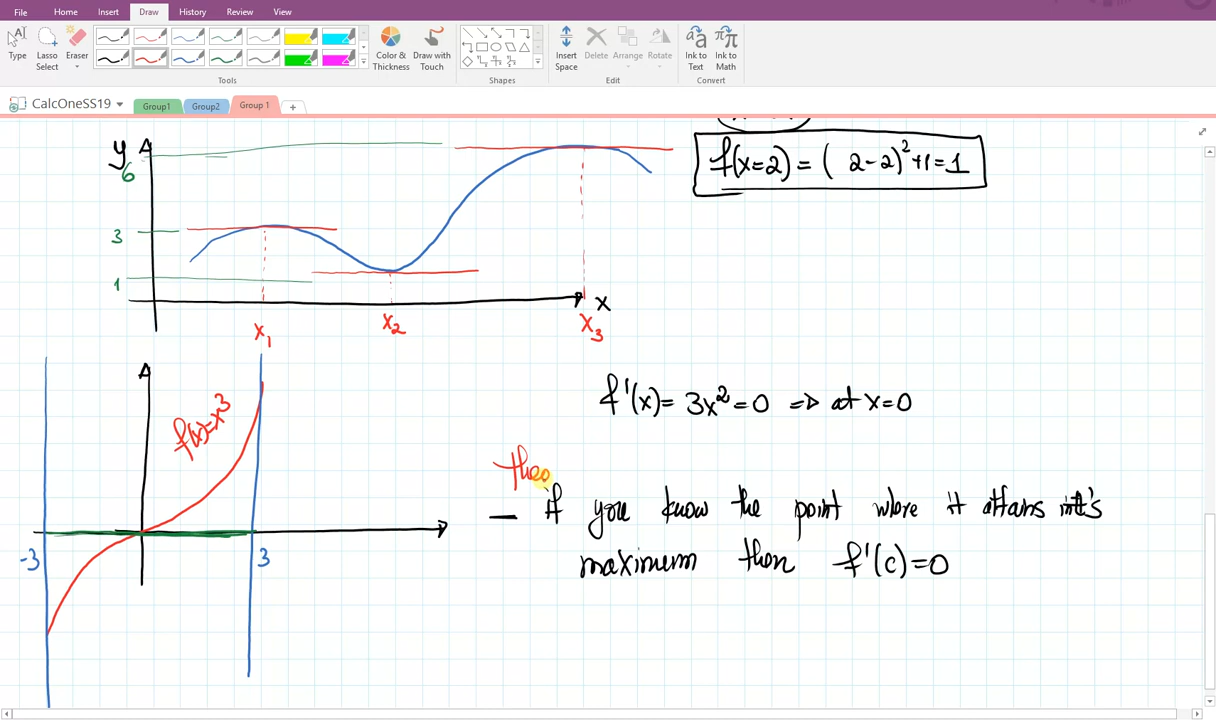 File Home Insert Draw History Review View
Type
Lasso Select
Eraser
Color & Thickness
Draw with Touch
Insert Space
Delete
Arrange
Rotate
Ink to Text
Ink to Math
Tools
Shapes
Edit
Convert
CalcOneSS19
Group1
Group2
Group 1
y
6
3
1
x
x1
x2
x3
f(x=2) = (2-2)²+1=1
f(x)=x³
-3
3
f'(x)= 3x²=0 => at x=0
theo
— if you know the point where it attains it's
maximum then f'(c)=0